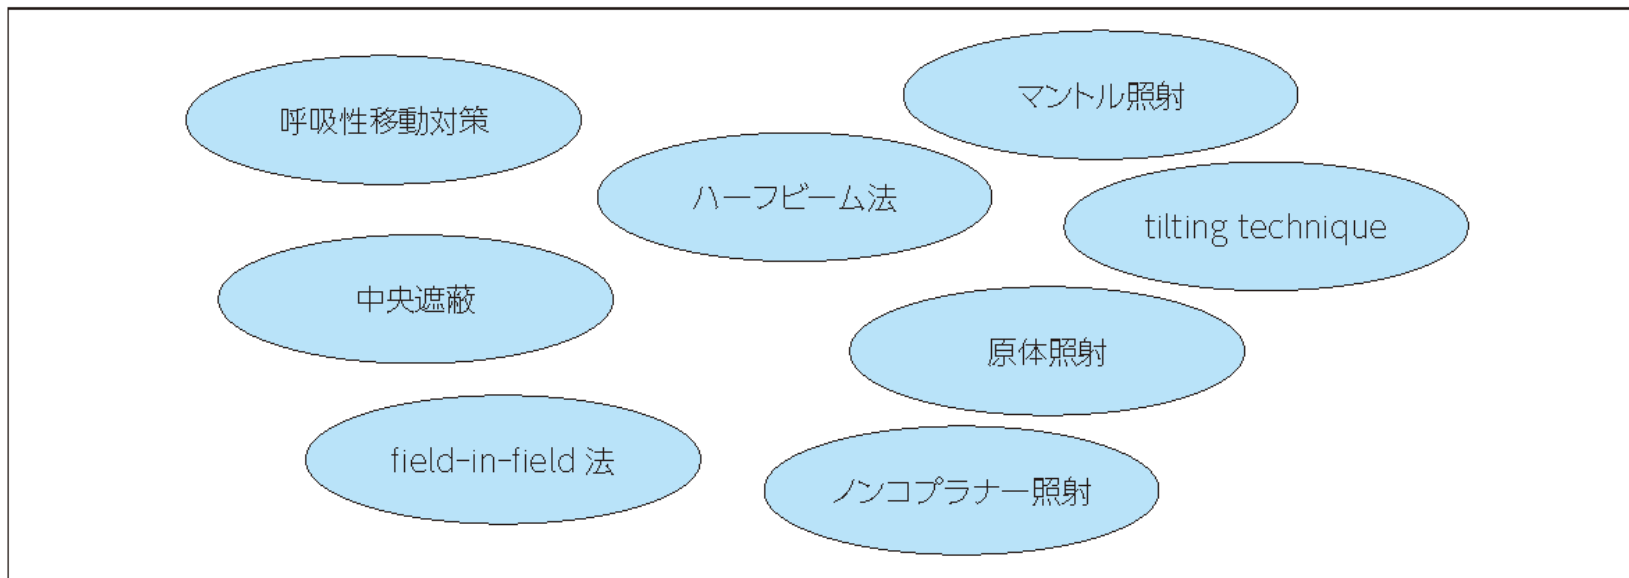 マントル照射
呼吸性移動対策
ハーフビーム法
tilting technique
中央遮蔽
原体照射
field-in-field 法
ノンコプラナー照射